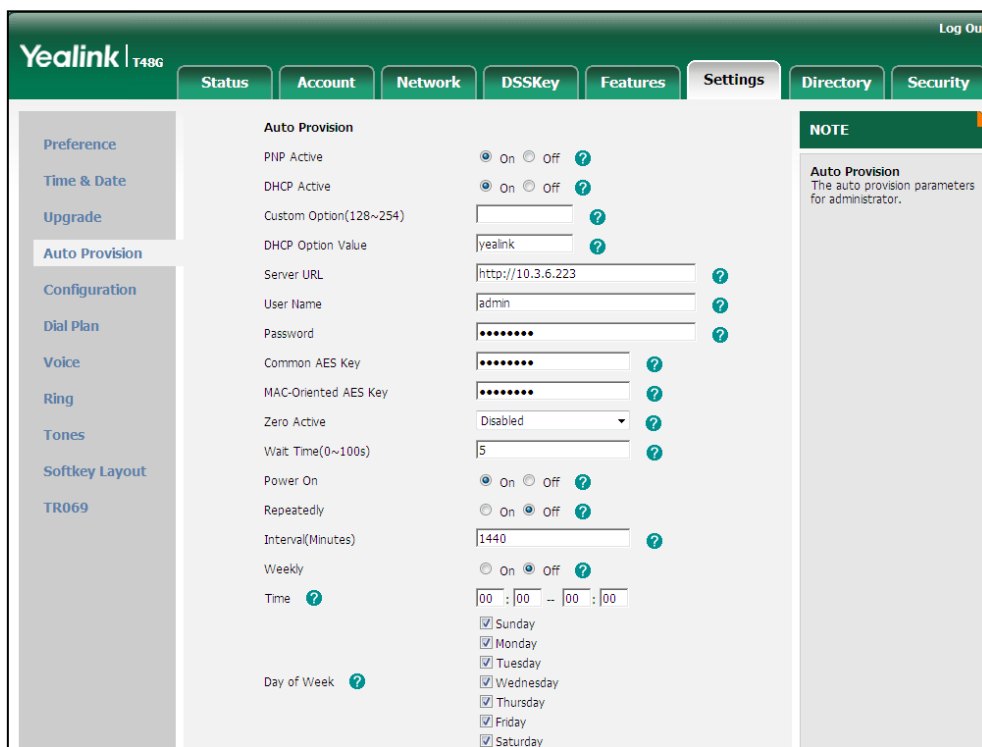 Log Ou
Yealink T48G
Status Account Network DSSKey Features Settings Directory Security
Preference
Time & Date
Upgrade
Auto Provision
Configuration
Dial Plan
Voice
Ring
Tones
Softkey Layout
TR069
Auto Provision
PNP Active On Off ?
DHCP Active On Off ?
Custom Option(128~254) ?
DHCP Option Value yealink ?
Server URL http://10.3.6.223 ?
User Name admin ?
Password •••••••• ?
Common AES Key •••••••• ?
MAC-Oriented AES Key •••••••• ?
Zero Active Disabled ?
Wait Time(0~100s) 5 ?
Power On On Off ?
Repeatedly On Off ?
Interval(Minutes) 1440 ?
Weekly On Off ?
Time ? 00 : 00 -- 00 : 00
Day of Week ?
Sunday
Monday
Tuesday
Wednesday
Thursday
Friday
Saturday
NOTE
Auto Provision
The auto provision parameters
for administrator.